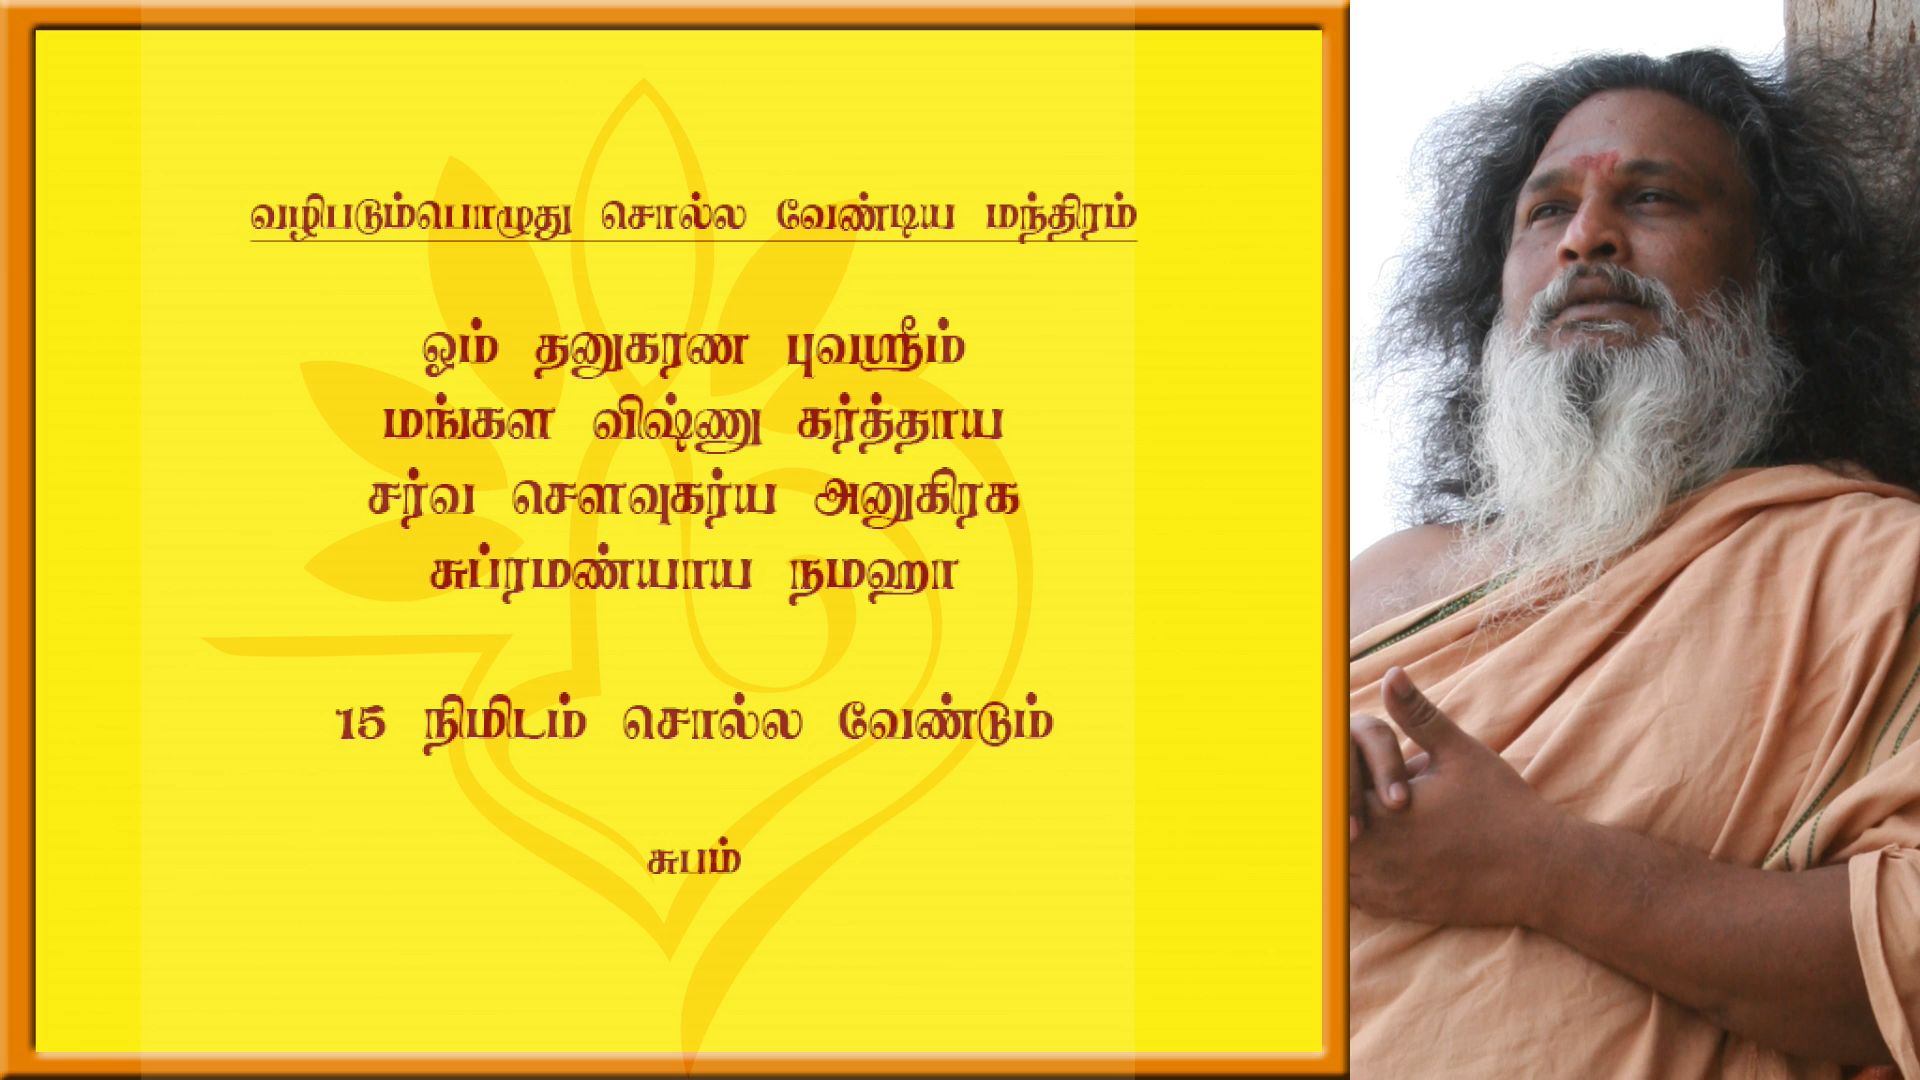 வழிபடும்பொழுது சொல்ல வேண்டிய மந்திரம்
ஓம் தனுகரண புவஸ்ரீம்
மங்கள விஷ்ணு கர்த்தாய
சர்வ சௌவுகர்ய அனுகிரக
சுப்ரமண்யாய நமஹா
15 நிமிடம் சொல்ல வேண்டும்
சுபம்